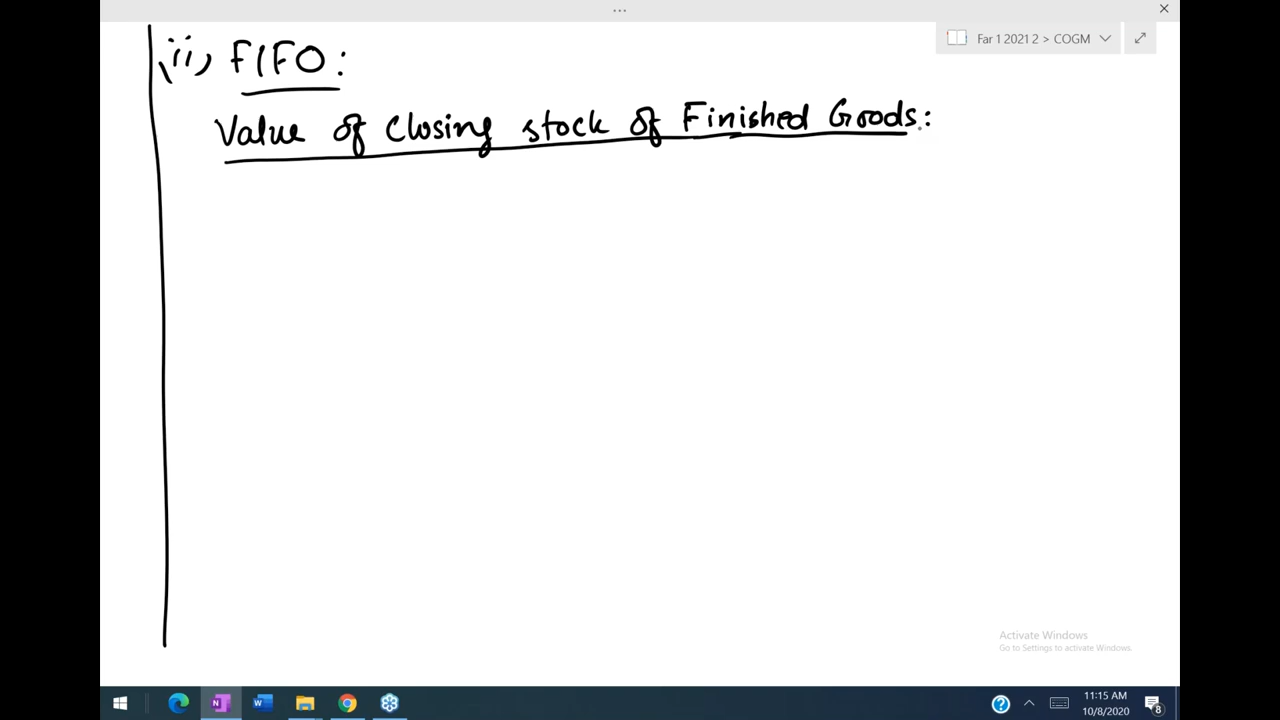 Far 1 2021 2 > COGM
(ii) FIFO:
Value of Closing stock of Finished Goods:
Activate Windows
Go to Settings to activate Windows.
11:15 AM
10/8/2020
8